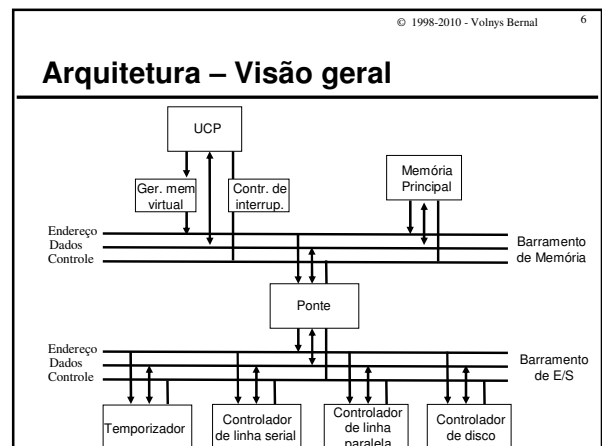 © 1998-2010 - Volnys Bernal 6
Arquitetura – Visão geral
UCP
Memória
Principal
Ger. mem
virtual
Contr. de
interrup.
Endereço
Dados
Controle
Barramento
de Memória
Ponte
Endereço
Dados
Controle
Barramento
de E/S
Temporizador
Controlador
de linha serial
Controlador
de linha
paralela
Controlador
de disco